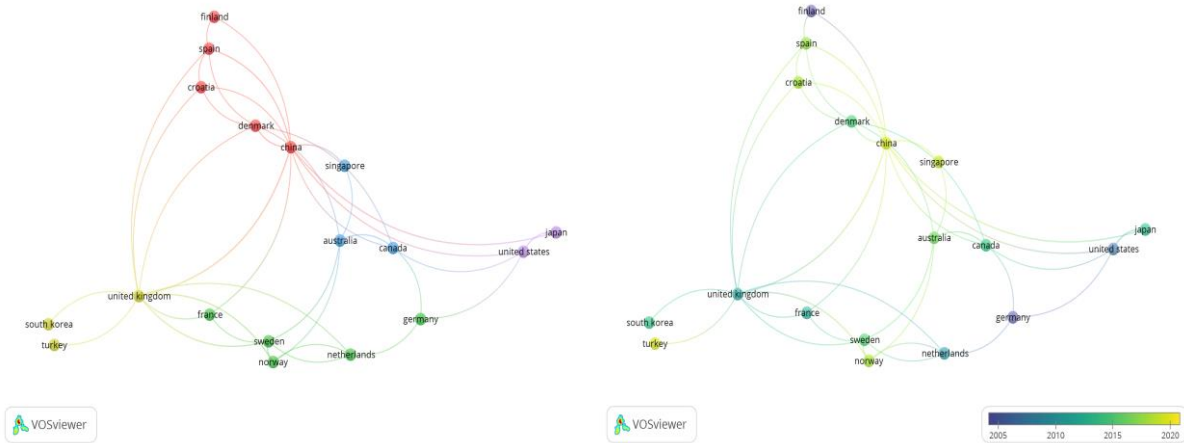 finland
spain
croatia
denmark
china
singapore
japan
australia
canada
united states
united kingdom
france
germany
south korea
turkey
sweden
norway
netherlands
VOSviewer
finland
spain
croatia
denmark
china
singapore
japan
australia
canada
united states
united kingdom
france
germany
south korea
turkey
sweden
norway
netherlands
VOSviewer
2005 2010 2015 2020